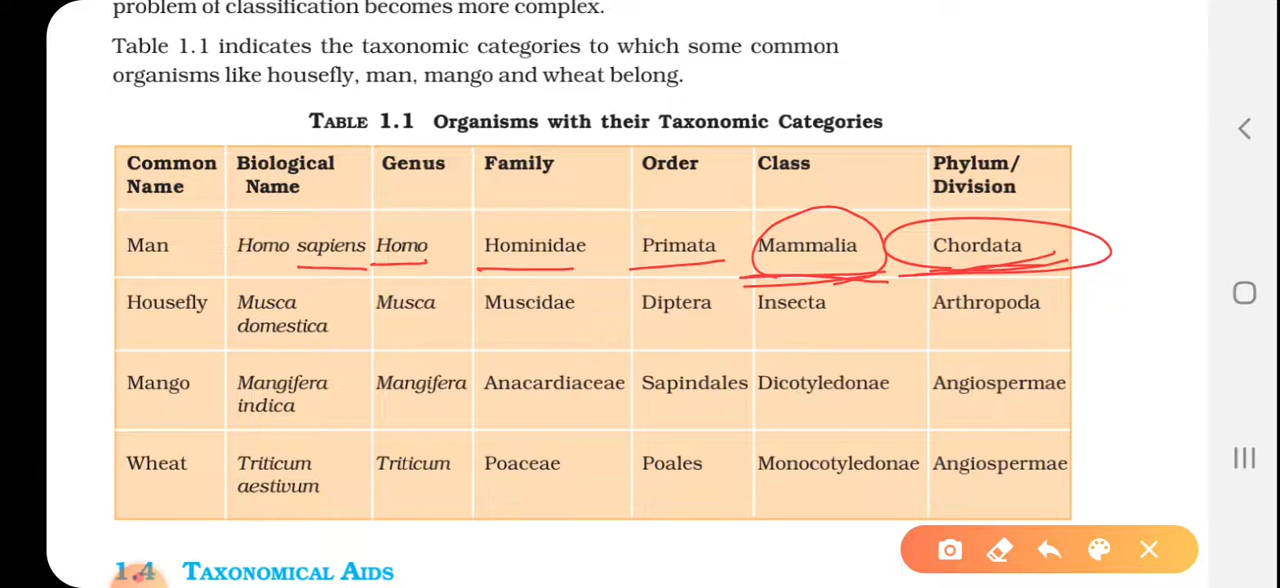 problem of classification becomes more complex.
Table 1.1 indicates the taxonomic categories to which some common
organisms like housefly, man, mango and wheat belong.
TABLE 1.1 Organisms with their Taxonomic Categories
Common Name Biological Name Genus Family Order Class Phylum/ Division
Man Homo sapiens Homo Hominidae Primata Mammalia Chordata
Housefly Musca domestica Musca Muscidae Diptera Insecta Arthropoda
Mango Mangifera indica Mangifera Anacardiaceae Sapindales Dicotyledonae Angiospermae
Wheat Triticum aestivum Triticum Poaceae Poales Monocotyledonae Angiospermae
1.4 TAXONOMICAL AIDS